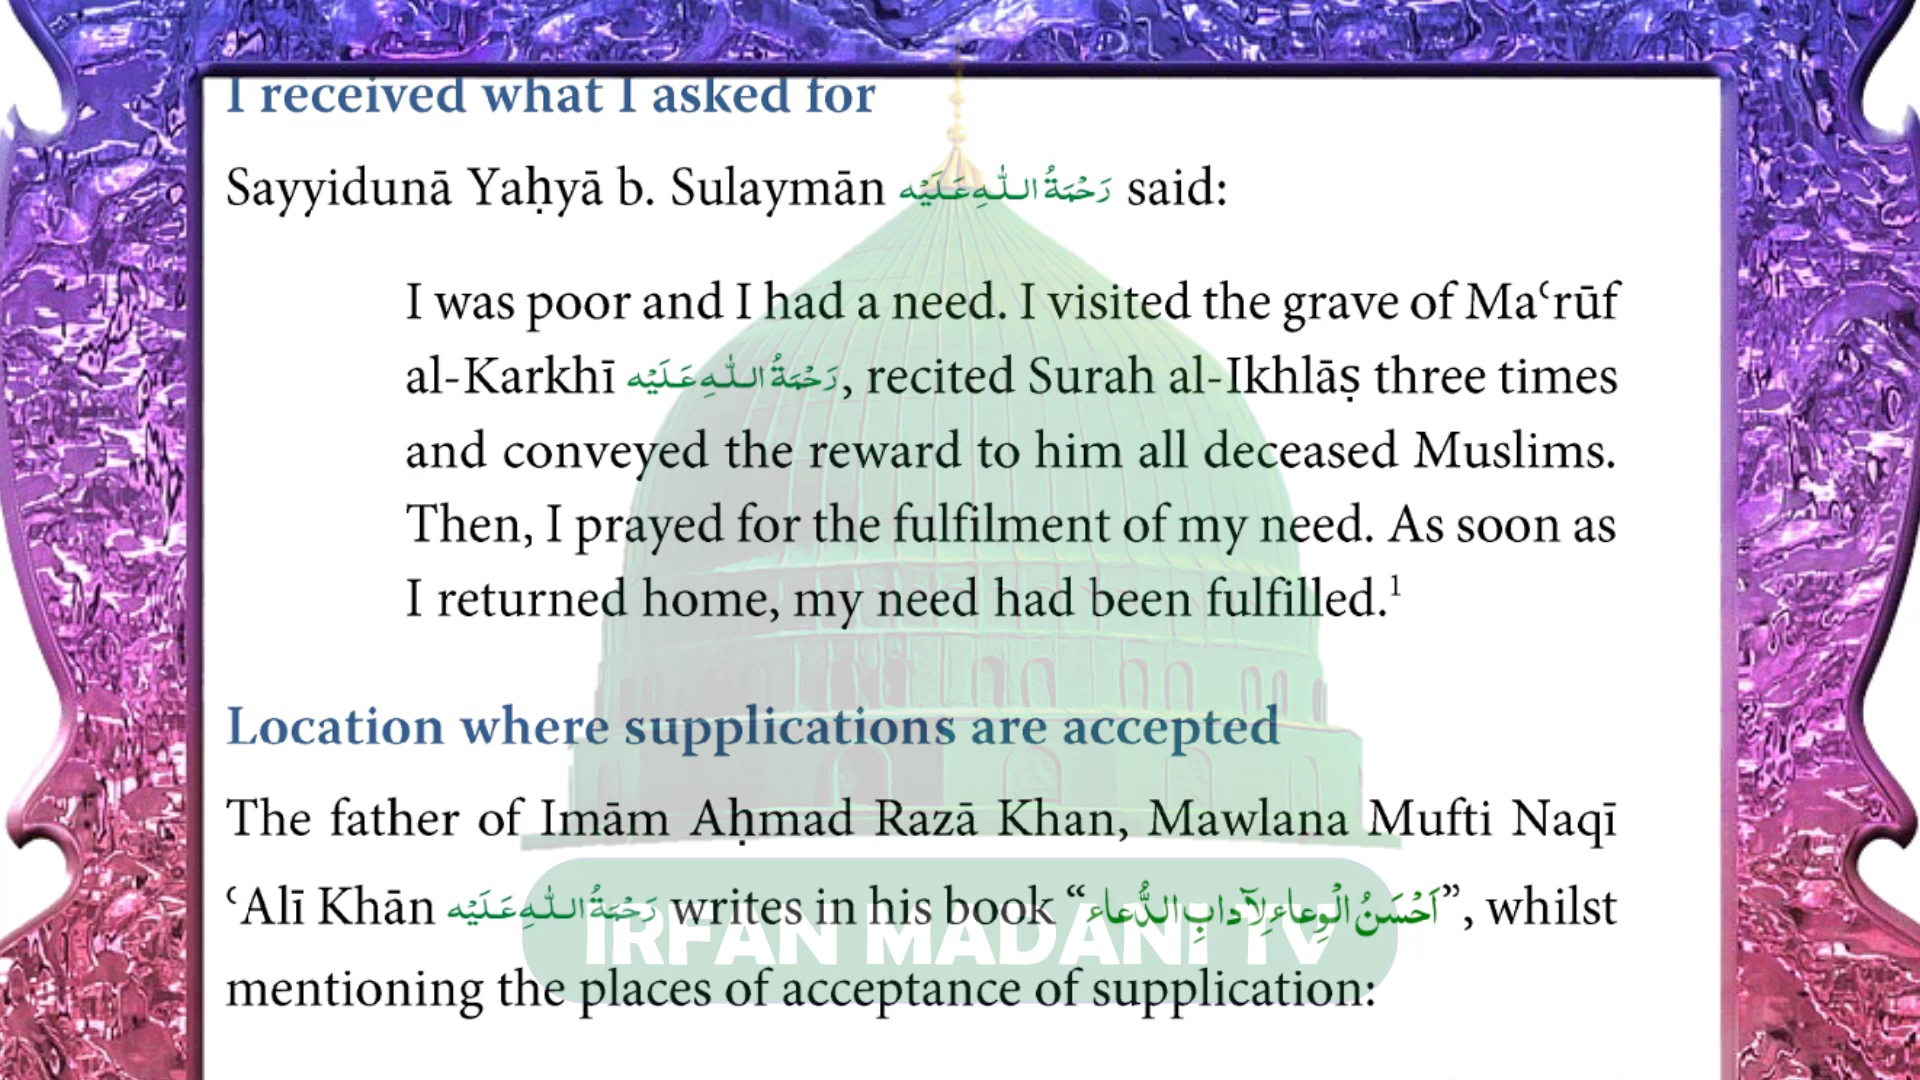 I received what I asked for
Sayyidunā Yaḥyā b. Sulaymān رَحْمَةُ اللّٰهِ عَلَيْه said:
I was poor and I had a need. I visited the grave of Maʿrūf
al-Karkhī رَحْمَةُ اللّٰهِ عَلَيْه, recited Surah al-Ikhlāṣ three times
and conveyed the reward to him all deceased Muslims.
Then, I prayed for the fulfilment of my need. As soon as
I returned home, my need had been fulfilled.¹
Location where supplications are accepted
The father of Imām Aḥmad Razā Khan, Mawlana Mufti Naqī
ʿAlī Khān رَحْمَةُ اللّٰهِ عَلَيْه writes in his book “اَحْسَنُ الْوِعاء لِآدابِ الدُّعاء”, whilst
mentioning the places of acceptance of supplication:
IRFAN MADANI TV